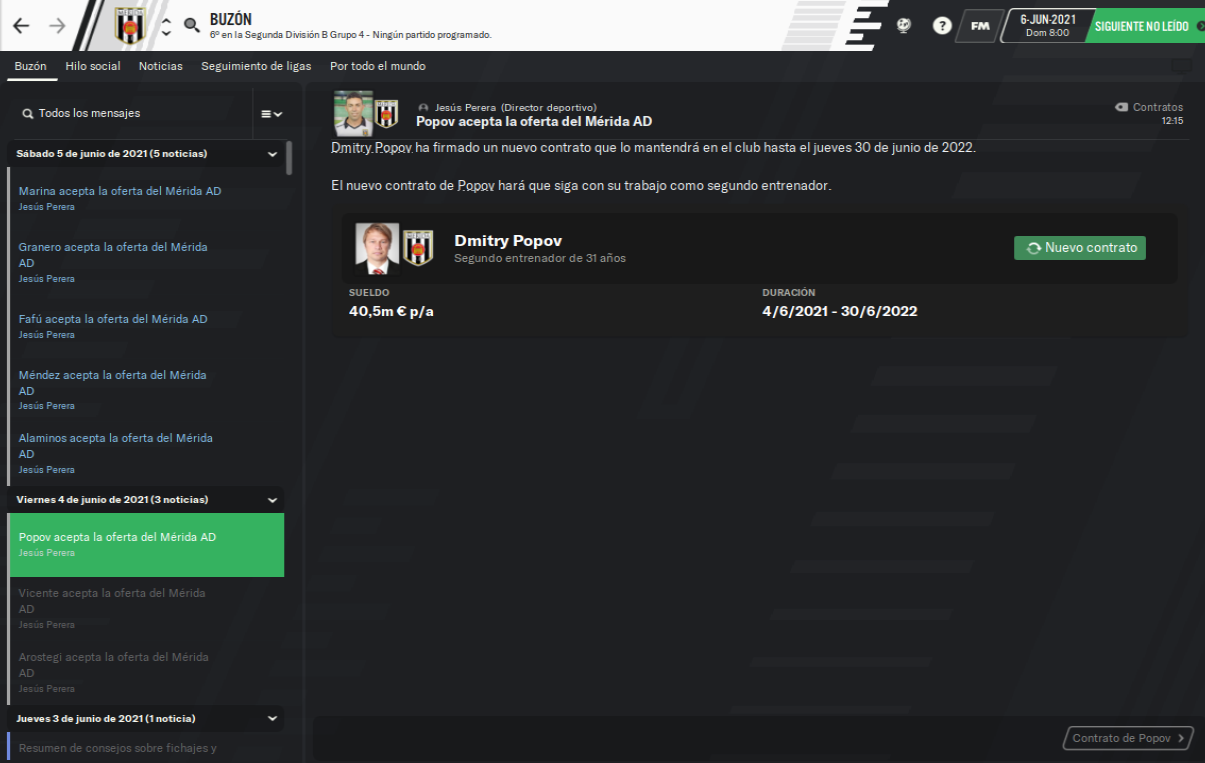 BUZÓN
6º en la Segunda División B Grupo 4 - Ningún partido programado.
?
FM
6-JUN-2021
Dom 8:00
SIGUIENTE NO LEÍDO
Buzón
Hilo social
Noticias
Seguimiento de ligas
Por todo el mundo
Todos los mensajes
Sábado 5 de junio de 2021 (5 noticias)
Marina acepta la oferta del Mérida AD
Jesús Perera
Granero acepta la oferta del Mérida
AD
Jesús Perera
Fafú acepta la oferta del Mérida AD
Jesús Perera
Méndez acepta la oferta del Mérida
AD
Jesús Perera
Alaminos acepta la oferta del Mérida
AD
Jesús Perera
Viernes 4 de junio de 2021 (3 noticias)
Popov acepta la oferta del Mérida AD
Jesús Perera
Vicente acepta la oferta del Mérida
AD
Jesús Perera
Arostegi acepta la oferta del Mérida
AD
Jesús Perera
Jueves 3 de junio de 2021 (1 noticia)
Resumen de consejos sobre fichajes y
Jesús Perera (Director deportivo)
Popov acepta la oferta del Mérida AD
Contratos
12:15
Dmitry Popov ha firmado un nuevo contrato que lo mantendrá en el club hasta el jueves 30 de junio de 2022.
El nuevo contrato de Popov hará que siga con su trabajo como segundo entrenador.
Dmitry Popov
Segundo entrenador de 31 años
Nuevo contrato
SUELDO
40,5m € p/a
DURACIÓN
4/6/2021 - 30/6/2022
Contrato de Popov